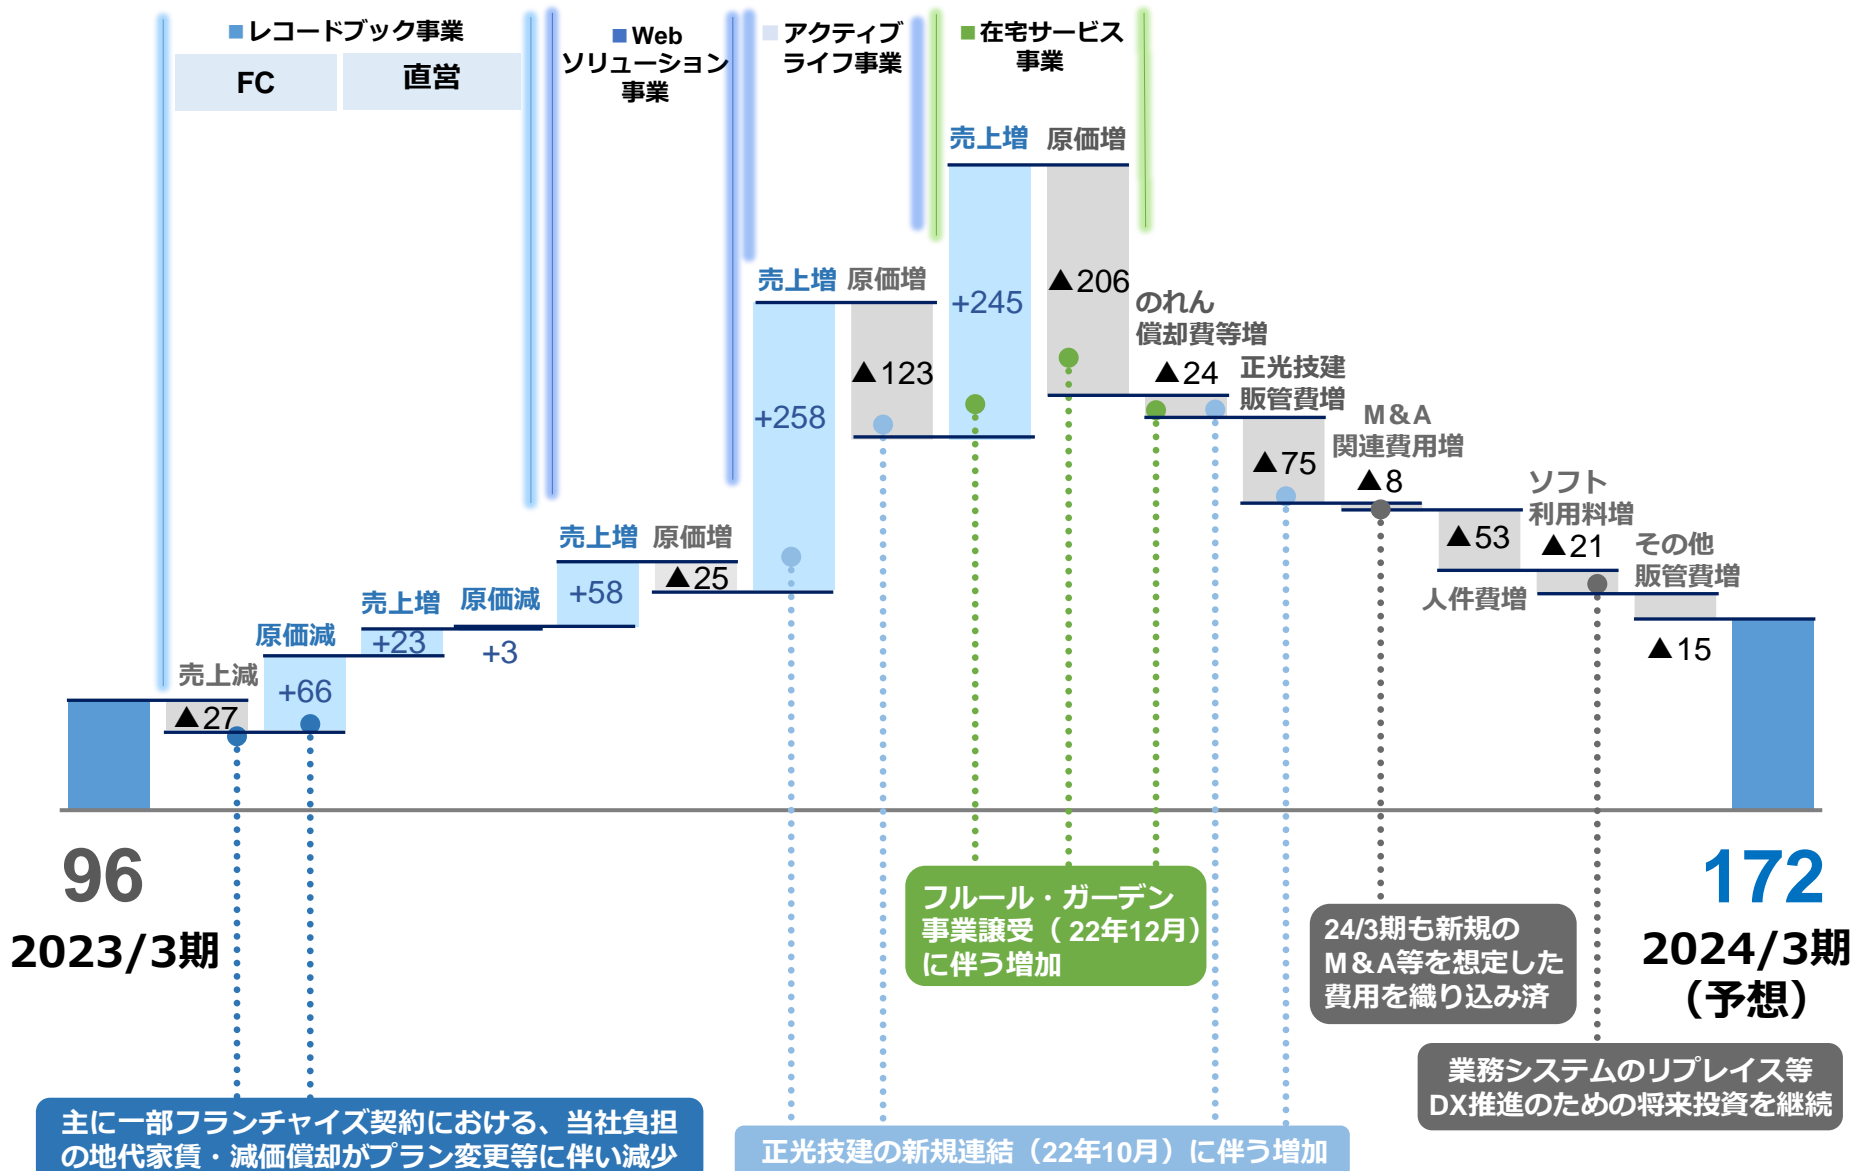 ■レコードブック事業
FC
直営
■Web
ソリューション
事業
■アクティブ
ライフ事業
■在宅サービス
事業
売上減
▲27
原価減
+66
売上増
+23
原価減
+3
売上増
+58
原価増
▲25
売上増
+258
原価増
▲123
売上増
+245
原価増
▲206
のれん
償却費等増
▲24
正光技建
販管費増
▲75
M&A
関連費用増
▲8
▲53
人件費増
ソフト
利用料増
▲21
その他
販管費増
▲15
96
2023/3期
172
2024/3期
(予想)
フルール・ガーデン
事業譲受( 22年12月)
に伴う増加
24/3期も新規の
M&A等を想定した
費用を織り込み済
業務システムのリプレイス等
DX推進のための将来投資を継続
主に一部フランチャイズ契約における、当社負担
の地代家賃・減価償却がプラン変更等に伴い減少
正光技建の新規連結(22年10月)に伴う増加